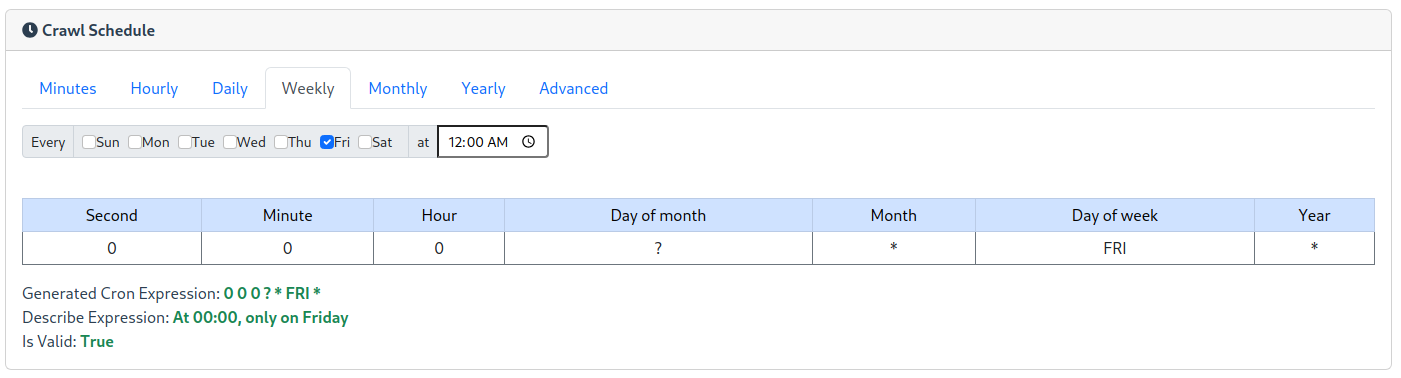 Crawl Schedule
Minutes Hourly Daily Weekly Monthly Yearly Advanced
Every Sun Mon Tue Wed Thu Fri Sat at 12:00 AM
Second Minute Hour Day of month Month Day of week Year
0 0 0 ? * FRI *
Generated Cron Expression: 0 0 0 ? * FRI *
Describe Expression: At 00:00, only on Friday
Is Valid: True